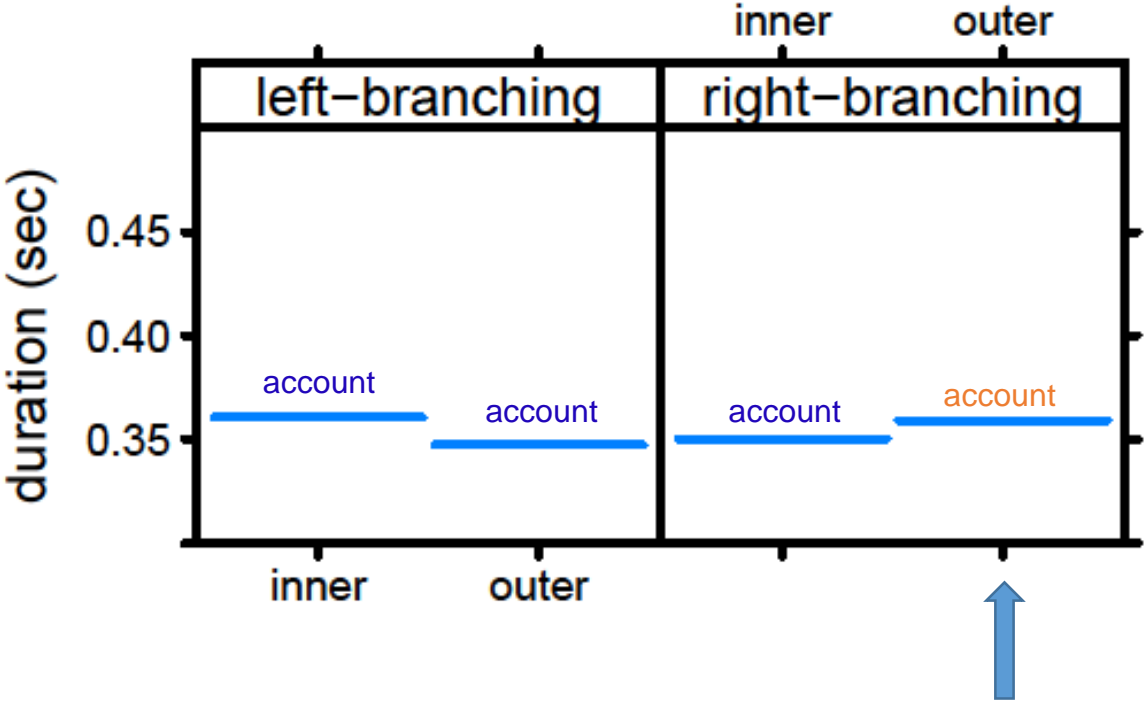 inner outer
left−branching right−branching
duration (sec)
0.45
0.40
account account account account
0.35
inner outer